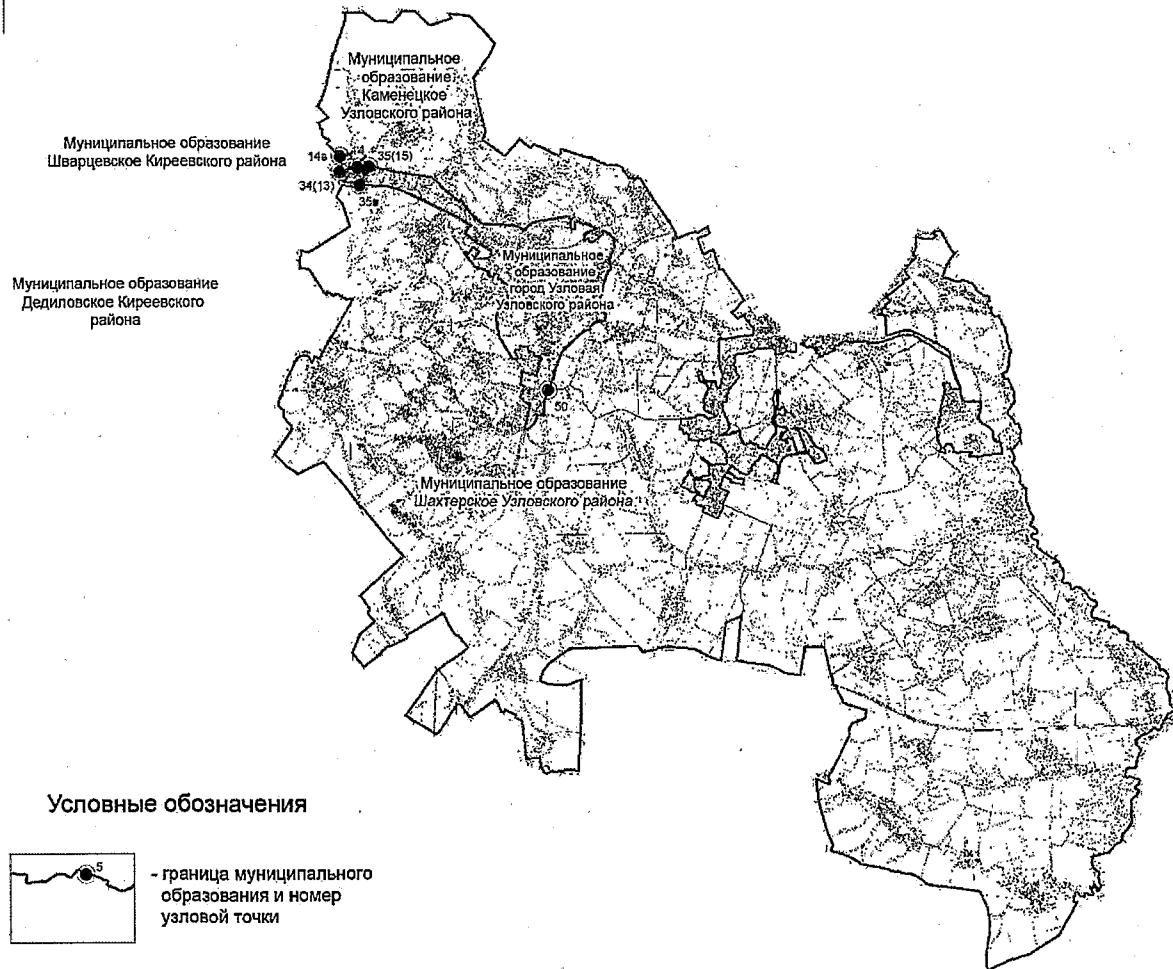 Муниципальное
образование
Каменецкое
Узловского района
Муниципальное образование
Шварцевское Киреевского района
14в
35(15)
34(13)
35в
Муниципальное образование
Дедиловское Киреевского
района
Муниципальное
образование
город Узловая
Узловского района
50
Муниципальное образование
Шахтерское Узловского района
Условные обозначения
5
- граница муниципального
образования и номер
узловой точки